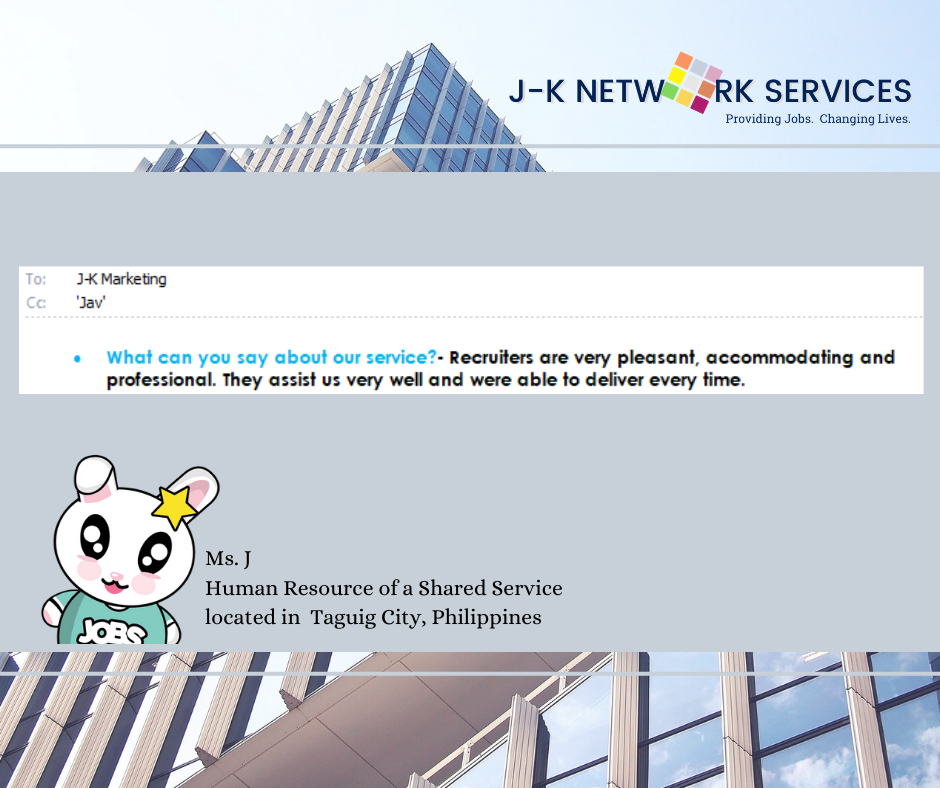 J-K NETW RK SERVICES
Providing Jobs. Changing Lives.
To: J-K Marketing
Cc: 'Jav'
• What can you say about our service?- Recruiters are very pleasant, accommodating and
professional. They assist us very well and were able to deliver every time.
JOBS
Ms. J
Human Resource of a Shared Service
located in Taguig City, Philippines